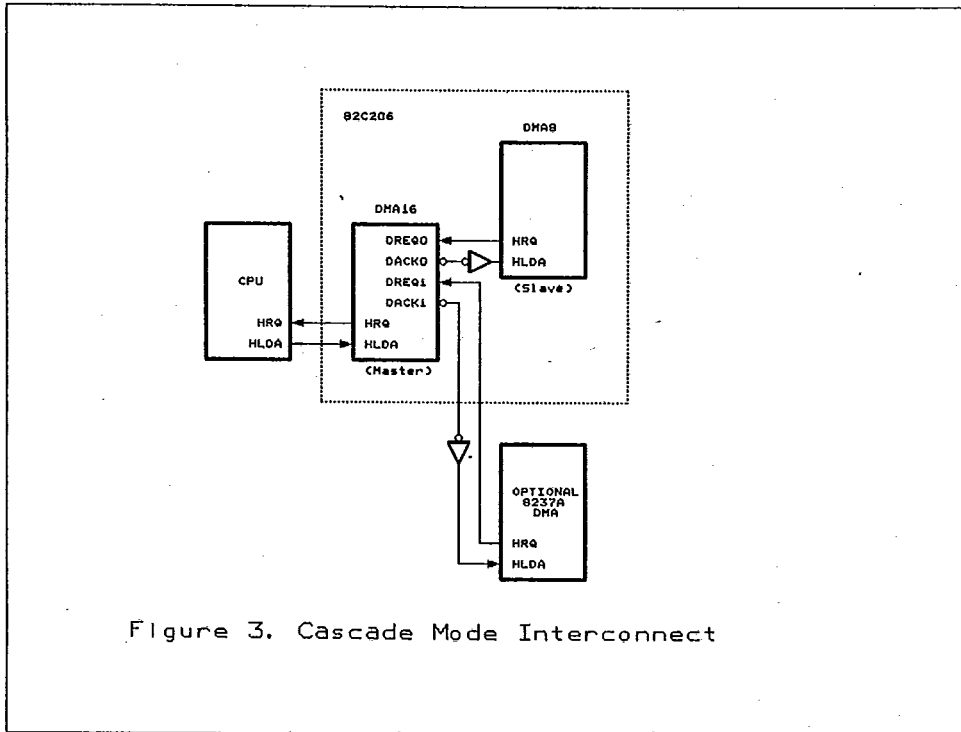 82C206
DMA8
HRQ
HLDA
(Slave)
DMA16
DREQ0
DACK0
DREQ1
DACK1
HRQ
HLDA
(Master)
CPU
HRQ
HLDA
OPTIONAL
8237A
DMA
HRQ
HLDA
Figure 3. Cascade Mode Interconnect